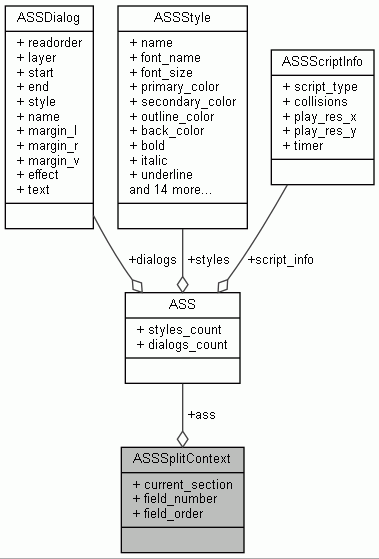 ASSDialog
+ readorder
+ layer
+ start
+ end
+ style
+ name
+ margin_l
+ margin_r
+ margin_v
+ effect
+ text
ASSStyle
+ name
+ font_name
+ font_size
+ primary_color
+ secondary_color
+ outline_color
+ back_color
+ bold
+ italic
+ underline
and 14 more...
ASSScriptInfo
+ script_type
+ collisions
+ play_res_x
+ play_res_y
+ timer
+dialogs
+styles
+script_info
ASS
+ styles_count
+ dialogs_count
+ass
ASSSplitContext
+ current_section
+ field_number
+ field_order